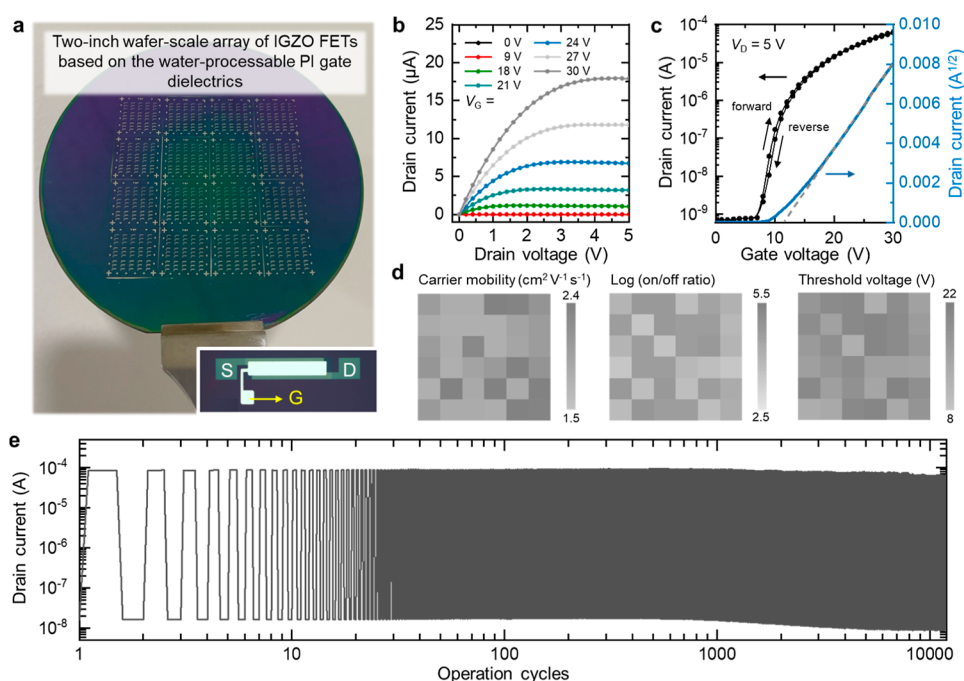 a
Two-inch wafer-scale array of IGZO FETs
based on the water-processable PI gate
dielectrics
S
D
G
b
Drain current (μA)
25
20
15
10
5
0
0 V
9 V
18 V
21 V
24 V
27 V
30 V
V_G =
0 1 2 3 4 5
Drain voltage (V)
c
Drain current (A)
10⁻⁴
10⁻⁵
10⁻⁶
10⁻⁷
10⁻⁸
10⁻⁹
V_D = 5 V
forward
reverse
0 10 20 30
Gate voltage (V)
0.010
0.008
0.006
0.004
0.002
0.000
Drain current (A^1/2)
d
Carrier mobility (cm² V⁻¹ s⁻¹)
2.4
1.5
Log (on/off ratio)
5.5
2.5
Threshold voltage (V)
22
8
e
Drain current (A)
10⁻⁴
10⁻⁵
10⁻⁶
10⁻⁷
10⁻⁸
1 10 100 1000 10000
Operation cycles